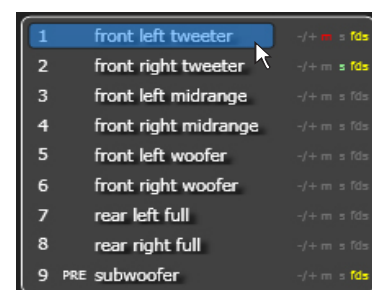 1 front left tweeter -/+ m s fds
2 front right tweeter -/+ m s fds
3 front left midrange -/+ m s fds
4 front right midrange -/+ m s fds
5 front left woofer -/+ m s fds
6 front right woofer -/+ m s fds
7 rear left full -/+ m s fds
8 rear right full -/+ m s fds
9 PRE subwoofer -/+ m s fds